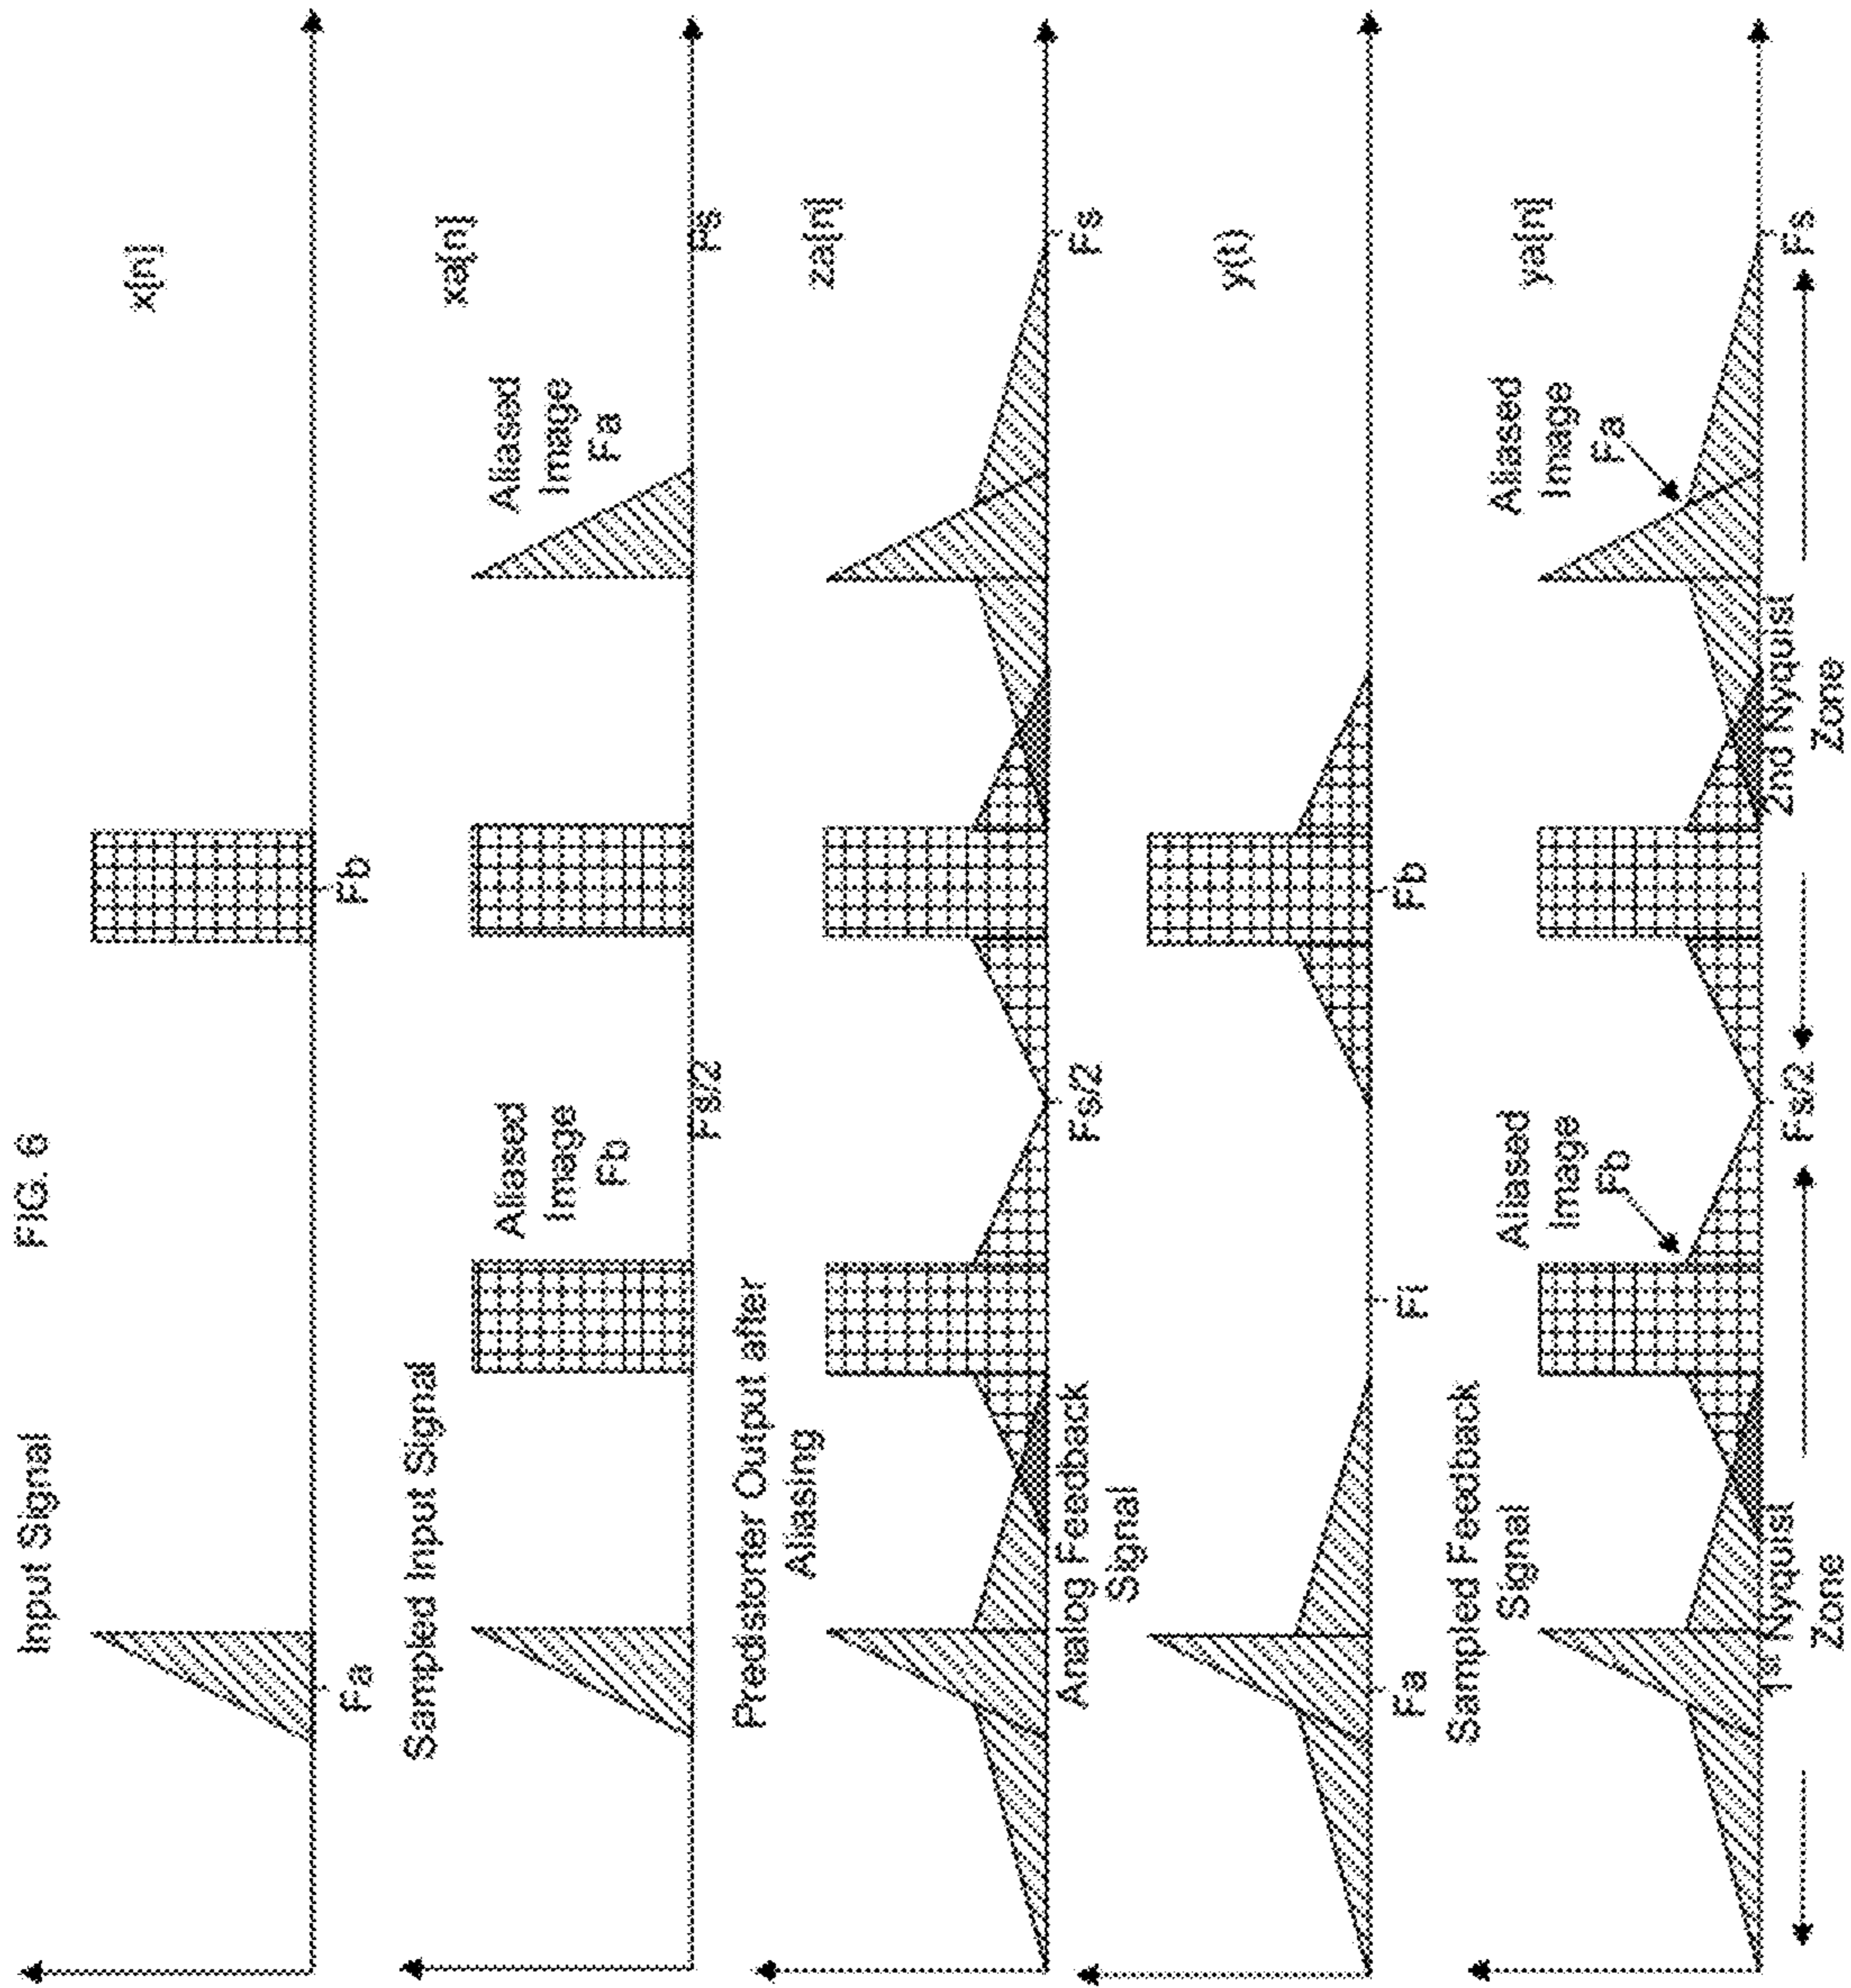 FIG. 6
Input Signal
x[n]
Fa
Fb
Sampled Input Signal
xa[n]
Aliased
Image
Fb
Aliased
Image
Fa
Fs/2
Fs
Predistorter Output after
Aliasing
za[n]
Fs/2
Fs
Analog Feedback
Signal
y(t)
Fa
Fi
Fb
Sampled Feedback
Signal
ya[n]
Aliased
Image
Fb
Aliased
Image
Fa
1st Nyquist
Zone
Fs/2
2nd Nyquist
Zone
Fs